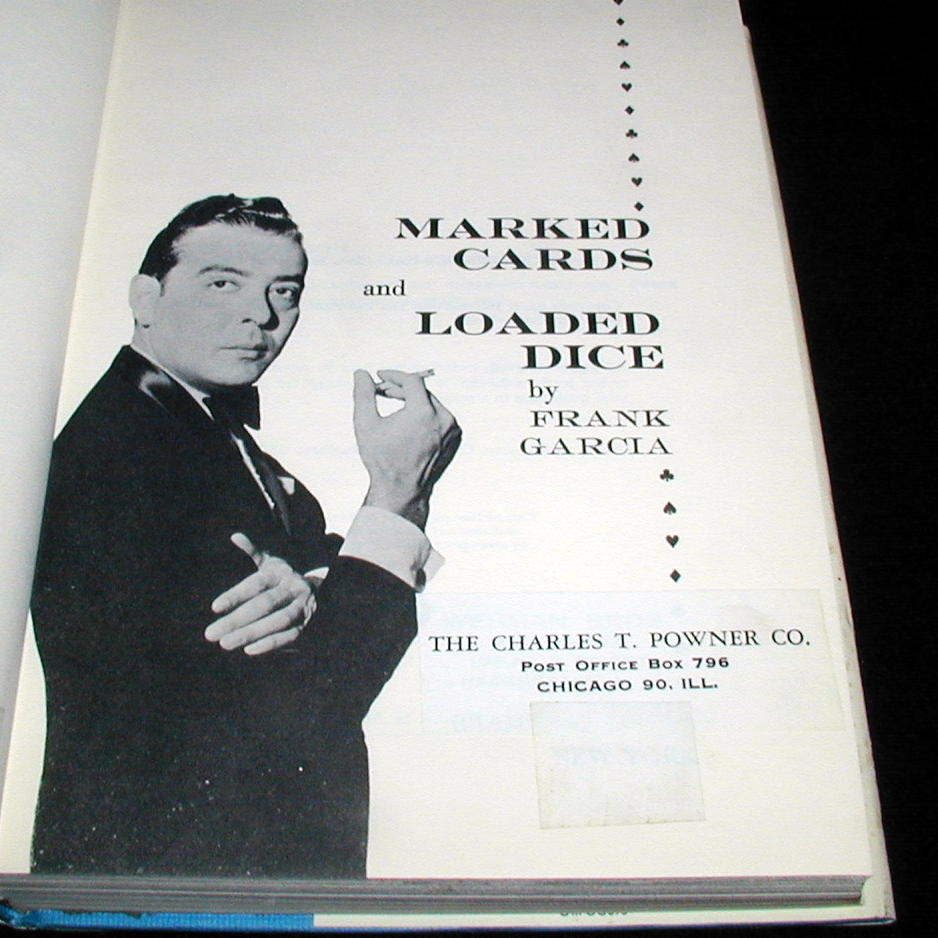 MARKED
CARDS
and
LOADED
DICE
by
FRANK
GARCIA
THE CHARLES T. POWNER CO.
POST OFFICE BOX 796
CHICAGO 90, ILL.